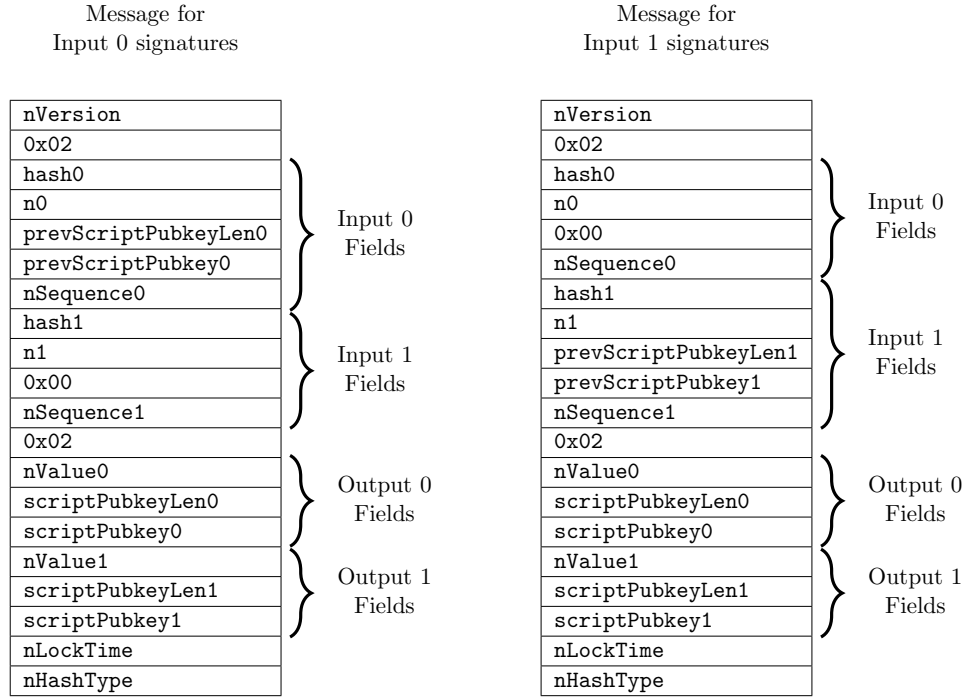 Message for
Input 0 signatures
nVersion
0x02
hash0
n0
prevScriptPubkeyLen0
prevScriptPubkey0
nSequence0
hash1
n1
0x00
nSequence1
0x02
nValue0
scriptPubkeyLen0
scriptPubkey0
nValue1
scriptPubkeyLen1
scriptPubkey1
nLockTime
nHashType
Input 0
Fields
Input 1
Fields
Output 0
Fields
Output 1
Fields
Message for
Input 1 signatures
nVersion
0x02
hash0
n0
0x00
nSequence0
hash1
n1
prevScriptPubkeyLen1
prevScriptPubkey1
nSequence1
0x02
nValue0
scriptPubkeyLen0
scriptPubkey0
nValue1
scriptPubkeyLen1
scriptPubkey1
nLockTime
nHashType
Input 0
Fields
Input 1
Fields
Output 0
Fields
Output 1
Fields